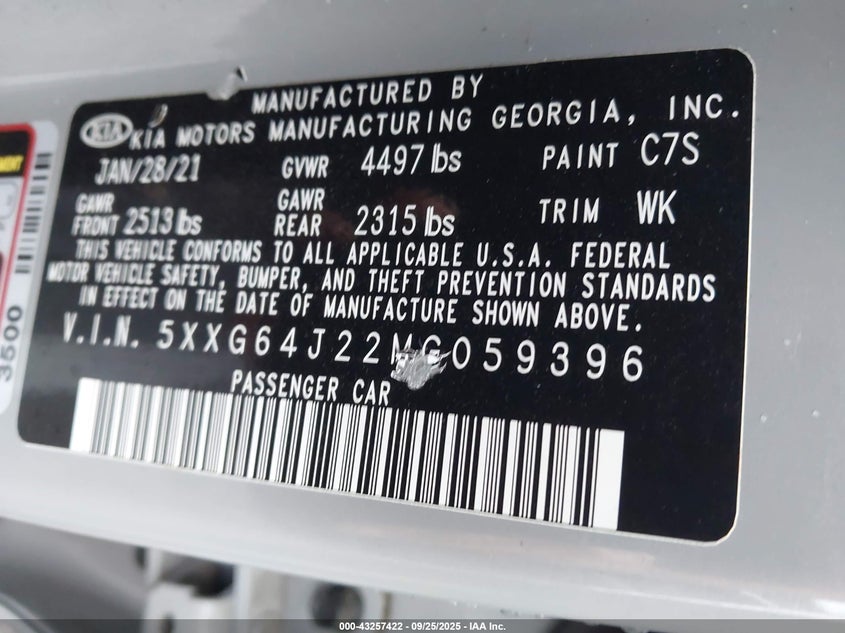 MANUFACTURED BY
KIA KIA MOTORS MANUFACTURING GEORGIA, INC.
JAN/28/21 GVWR 4497 lbs PAINT C7S
GAWR FRONT 2513 lbs GAWR REAR 2315 lbs TRIM WK
THIS VEHICLE CONFORMS TO ALL APPLICABLE U.S.A. FEDERAL
MOTOR VEHICLE SAFETY, BUMPER, AND THEFT PREVENTION STANDARDS
IN EFFECT ON THE DATE OF MANUFACTURE SHOWN ABOVE.
V.I.N. 5XXG64J22MG059396
PASSENGER CAR
3500
000-43257422 - 09/25/2025 - IAA Inc.